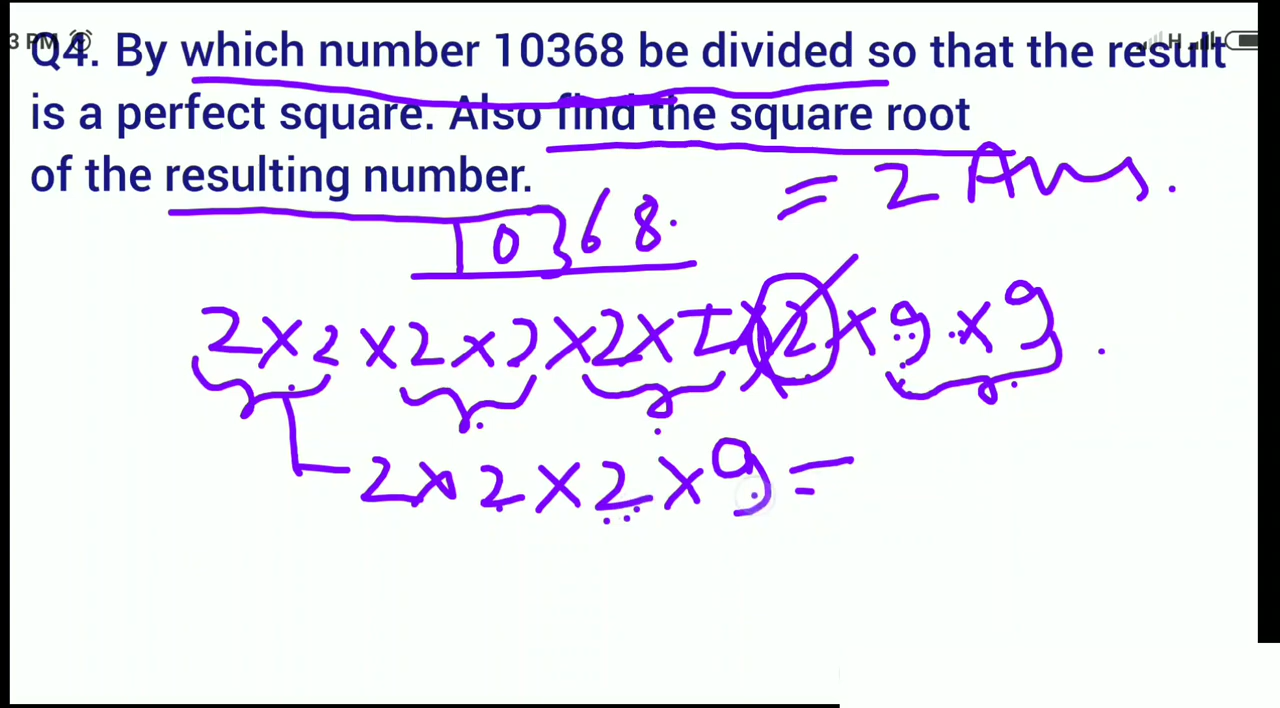 3 PM
H
Q4. By which number 10368 be divided so that the result
is a perfect square. Also find the square root
of the resulting number.
= 2 Ans.
10368.
2×2×2×2×2×2×2×9×9.
2×2×2×9=